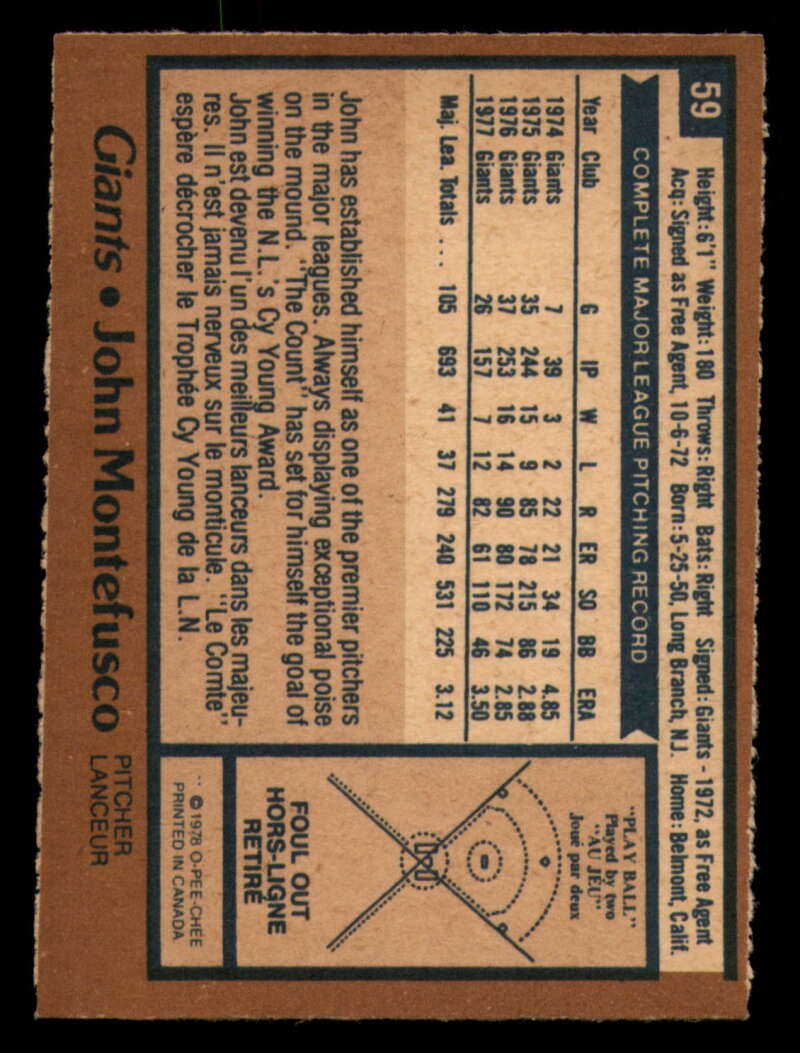 59
Height: 6'1" Weight: 180 Throws: Right Bats: Right Signed: Giants - 1972, as Free Agent
Acq: Signed as Free Agent, 10-6-72 Born: 5-25-50, Long Branch, N.J. Home: Belmont, Calif.
COMPLETE MAJOR LEAGUE PITCHING RECORD
Year Club G IP W L R ER SO BB ERA
1974 Giants 7 39 3 2 22 21 34 19 4.85
1975 Giants 35 244 15 9 85 78 215 86 2.88
1976 Giants 37 253 16 14 90 80 172 74 2.85
1977 Giants 26 157 7 12 82 61 110 46 3.50
Maj. Lea. Totals .... 105 693 41 37 279 240 531 225 3.12
John has established himself as one of the premier pitchers
in the major leagues. Always displaying exceptional poise
on the mound. "The Count" has set for himself the goal of
winning the N.L.'s Cy Young Award.
John est devenu l'un des meilleurs lanceurs dans les majeu-
res. Il n'est jamais nerveux sur le monticule. "Le Comte"
espère décrocher le Trophée Cy Young de la L.N.
"PLAY BALL"
Played by two
"AU JEU"
Joué par deux
FOUL OUT
HORS-LIGNE
RETIRÉ
** ©1978 O-PEE-CHEE
PRINTED IN CANADA
Giants • John Montefusco PITCHER
LANCEUR